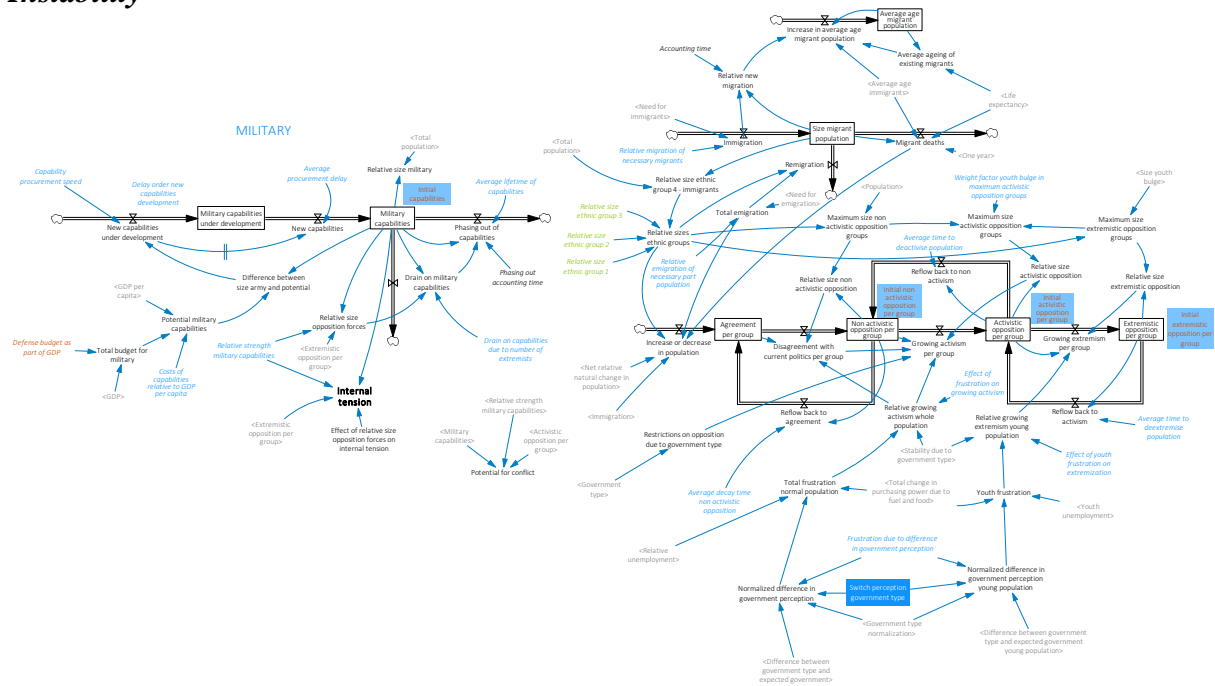 Instability
MILITARY
Average age
migrant
population
Increase in average age
migrant population
Accounting time
Average ageing of
existing migrants
Relative new
migration
<Average age
immigrants>
<Life
expectancy>
<Need for
immigrants>
Size migrant
population
Immigration
Migrant deaths
<One year>
<Total
population>
Relative migration of
necessary migrants
Remigration
Relative size ethnic
group 4 - immigrants
<Need for
emigration>
Total emigration
<Population>
Weight factor youth bulge in
maximum activistic
opposition groups
<Size youth
bulge>
Relative size
ethnic group 3
Relative size
ethnic group 2
Relative size
ethnic group 1
Relative sizes
ethnic groups
Relative
emigration of
necessary part
population
Maximum size non
activistic opposition
groups
Maximum size
activistic opposition
groups
Maximum size
extremistic opposition
groups
Average time to
deactivise population
Relative size non
activistic opposition
Reflow back to non
activism
Relative size
activistic opposition
Relative size
extremistic opposition
Initial non
activistic
opposition
per group
Initial
activistic
opposition
per group
Initial
extremistic
opposition per
group
Agreement
per group
Non activistic
opposition per
group
Activistic
opposition per
group
Extremistic
opposition per
group
Increase or decrease
in population
Disagreement with
current politics per group
Growing activism
per group
Growing extremism
per group
<Net relative
natural change in
population>
<Immigration>
Effect of
frustration on
growing activism
Reflow back to
agreement
Relative growing
activism whole
population
Relative growing
extremism young
population
Reflow back to
activism
Average time to
deextremise
population
Restrictions on opposition
due to government type
<Stability due to
government type>
Effect of youth
frustration on
extremization
<Government
type>
Average decay time
non activistic
opposition
Total frustration
normal population
<Total change in
purchasing power due to
fuel and food>
Youth frustration
<Youth
unemployment>
<Relative
unemployment>
Frustration due to difference
in government perception
Normalized difference in
government perception
Switch perception
government type
Normalized difference in
government perception
young population
<Government type
normalization>
<Difference between
government type and
expected government>
<Difference between government
type and expected government
young population>
<Total
population>
Relative size military
Capability
procurement speed
Delay order new
capabilities
development
Average
procurement delay
Initial
capabilities
Average lifetime of
capabilities
Military capabilities
under development
Military
capabilities
New capabilities
under development
New capabilities
Phasing out of
capabilities
Phasing out
accounting time
Difference between
size army and potential
Drain on military
capabilities
<GDP per
capita>
Potential military
capabilities
Relative size
opposition forces
Defense budget as
part of GDP
Total budget for
military
Relative strength
military capabilities
<Extremistic
opposition per
group>
Drain on capabilities
due to number of
extremists
Costs of
capabilities
relative to GDP
per capita
<GDP>
Internal
tension
<Extremistic
opposition per
group>
Effect of relative size
opposition forces on
internal tension
<Relative strength
military capabilities>
<Military
capabilities>
<Activistic
opposition per
group>
Potential for conflict